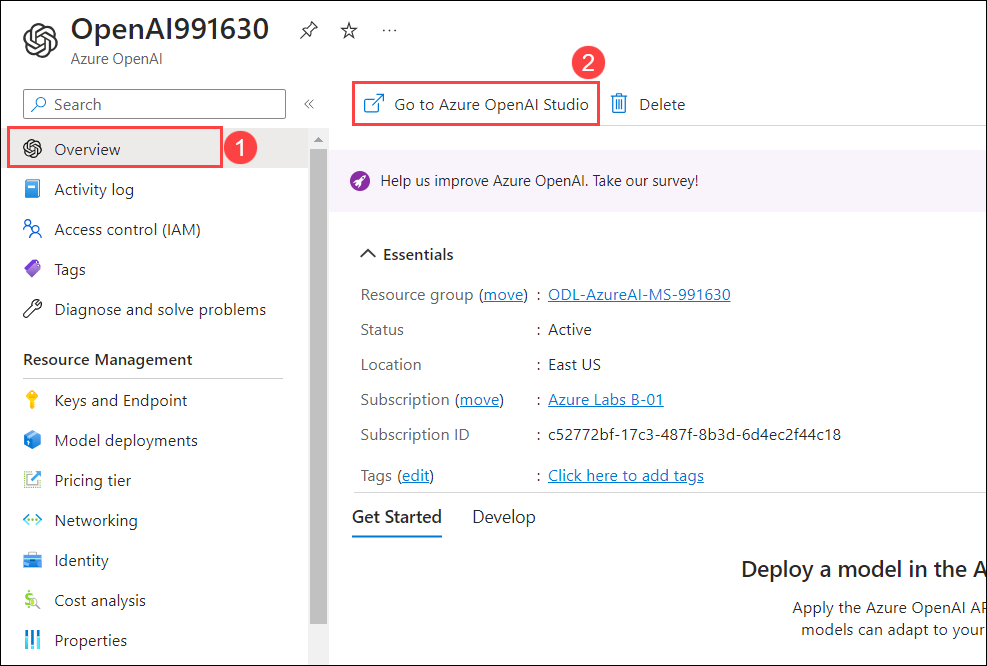 OpenAI991630
Azure OpenAI
Search
Overview
1
Activity log
Access control (IAM)
Tags
Diagnose and solve problems
Resource Management
Keys and Endpoint
Model deployments
Pricing tier
Networking
Identity
Cost analysis
Properties
2
Go to Azure OpenAI Studio Delete
Help us improve Azure OpenAI. Take our survey!
Essentials
Resource group (move) : ODL-AzureAI-MS-991630
Status : Active
Location : East US
Subscription (move) : Azure Labs B-01
Subscription ID : c52772bf-17c3-487f-8b3d-6d4ec2f44c18
Tags (edit) : Click here to add tags
Get Started Develop
Deploy a model in the A
Apply the Azure OpenAI AP
models can adapt to your